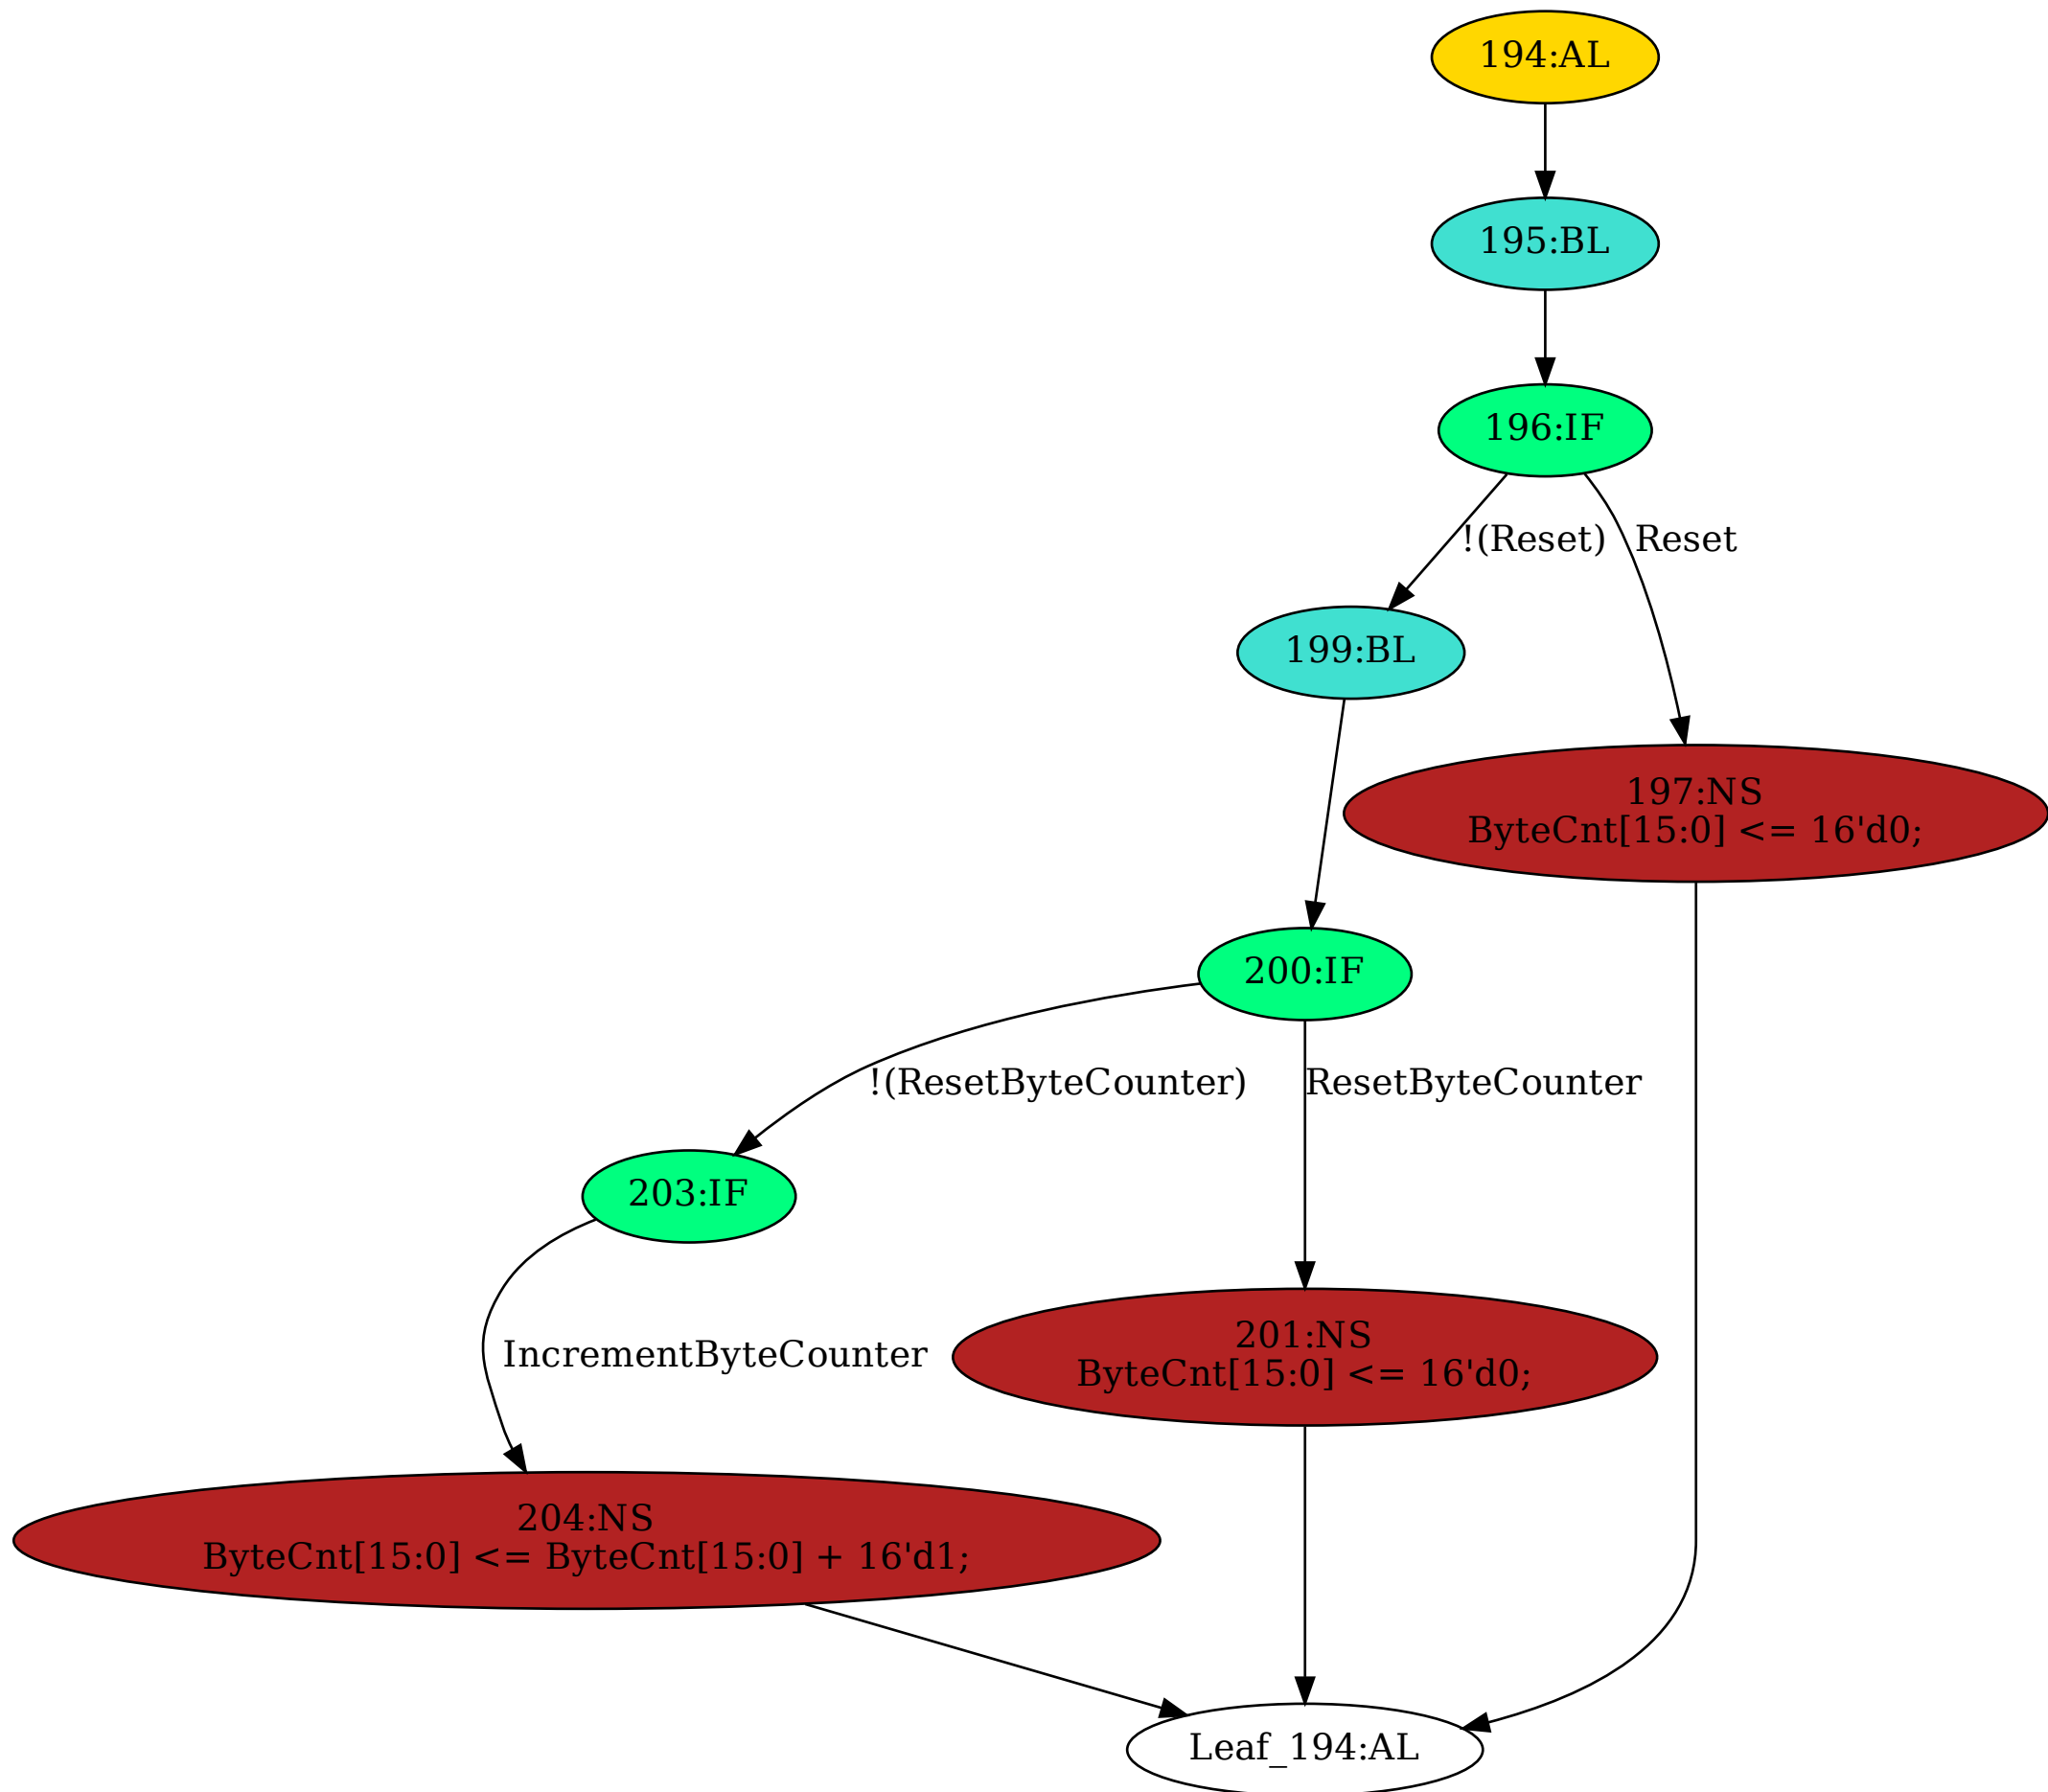 194:AL
195:BL
196:IF
!(Reset)
Reset
199:BL
197:NS
ByteCnt[15:0] <= 16'd0;
200:IF
!(ResetByteCounter)
ResetByteCounter
203:IF
201:NS
ByteCnt[15:0] <= 16'd0;
IncrementByteCounter
204:NS
ByteCnt[15:0] <= ByteCnt[15:0] + 16'd1;
Leaf_194:AL